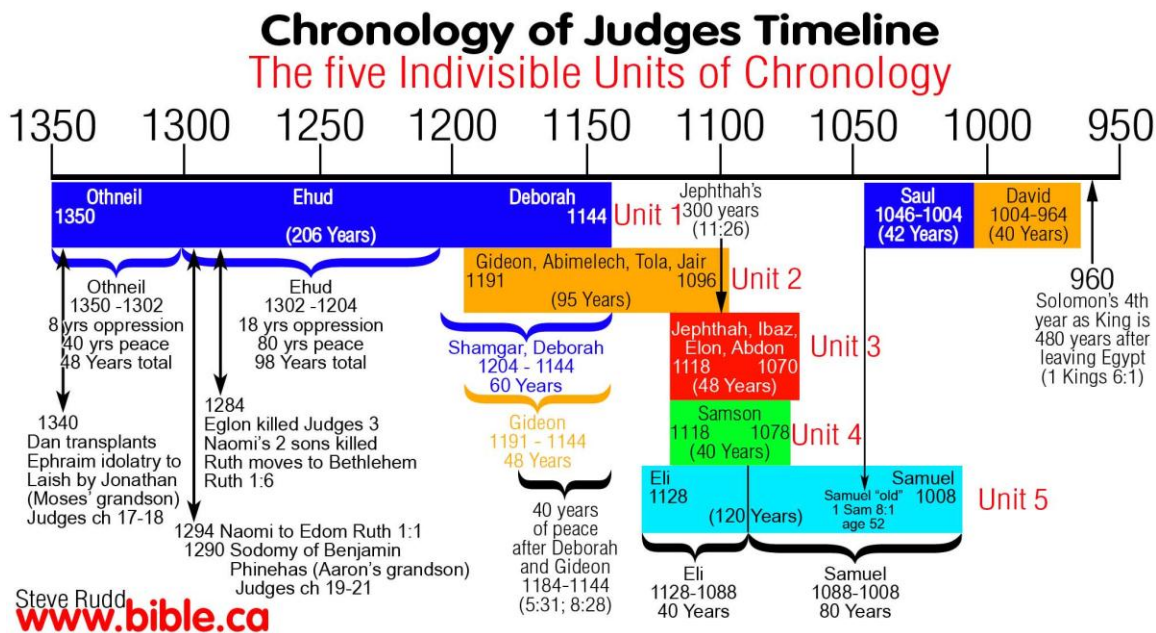 Chronology of Judges Timeline
The five Indivisible Units of Chronology
1350 1300 1250 1200 1150 1100 1050 1000 950
Othneil
1350
Ehud
(206 Years)
Deborah
1144
Unit 1
Jephthah's
300 years
(11:26)
Saul
1046-1004
(42 Years)
David
1004-964
(40 Years)
Othneil
1350 -1302
8 yrs oppression
40 yrs peace
48 Years total
Ehud
1302 -1204
18 yrs oppression
80 yrs peace
98 Years total
Gideon, Abimelech, Tola, Jair
1191 1096
(95 Years)
Unit 2
960
Solomon's 4th
year as King is
480 years after
leaving Egypt
(1 Kings 6:1)
Shamgar, Deborah
1204 - 1144
60 Years
Jephthah, Ibaz,
Elon, Abdon
1118 1070
(48 Years)
Unit 3
Gideon
1191 - 1144
48 Years
Samson
1118 1078
(40 Years)
Unit 4
1340
Dan transplants
Ephraim idolatry to
Laish by Jonathan
(Moses' grandson)
Judges ch 17-18
1284
Eglon killed Judges 3
Naomi's 2 sons killed
Ruth moves to Bethlehem
Ruth 1:6
1294 Naomi to Edom Ruth 1:1
1290 Sodomy of Benjamin
Phinehas (Aaron's grandson)
Judges ch 19-21
40 years
of peace
after Deborah
and Gideon
1184-1144
(5:31; 8:28)
Eli
1128
(120 Years)
Samuel "old"
1 Sam 8:1
age 52
Samuel
1008
Unit 5
Eli
1128-1088
40 Years
Samuel
1088-1008
80 Years
Steve Rudd
www.bible.ca